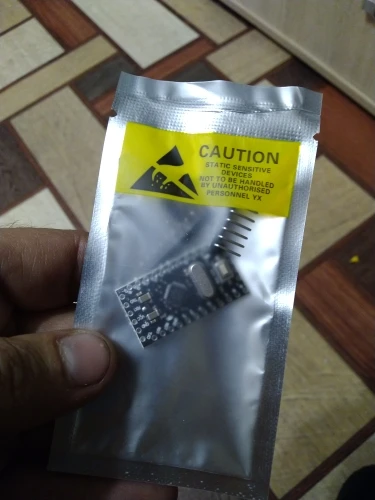 CAUTION
STATIC SENSITIVE
DEVICES
NOT TO BE HANDLED
BY UNAUTHORISED
PERSONNEL YX